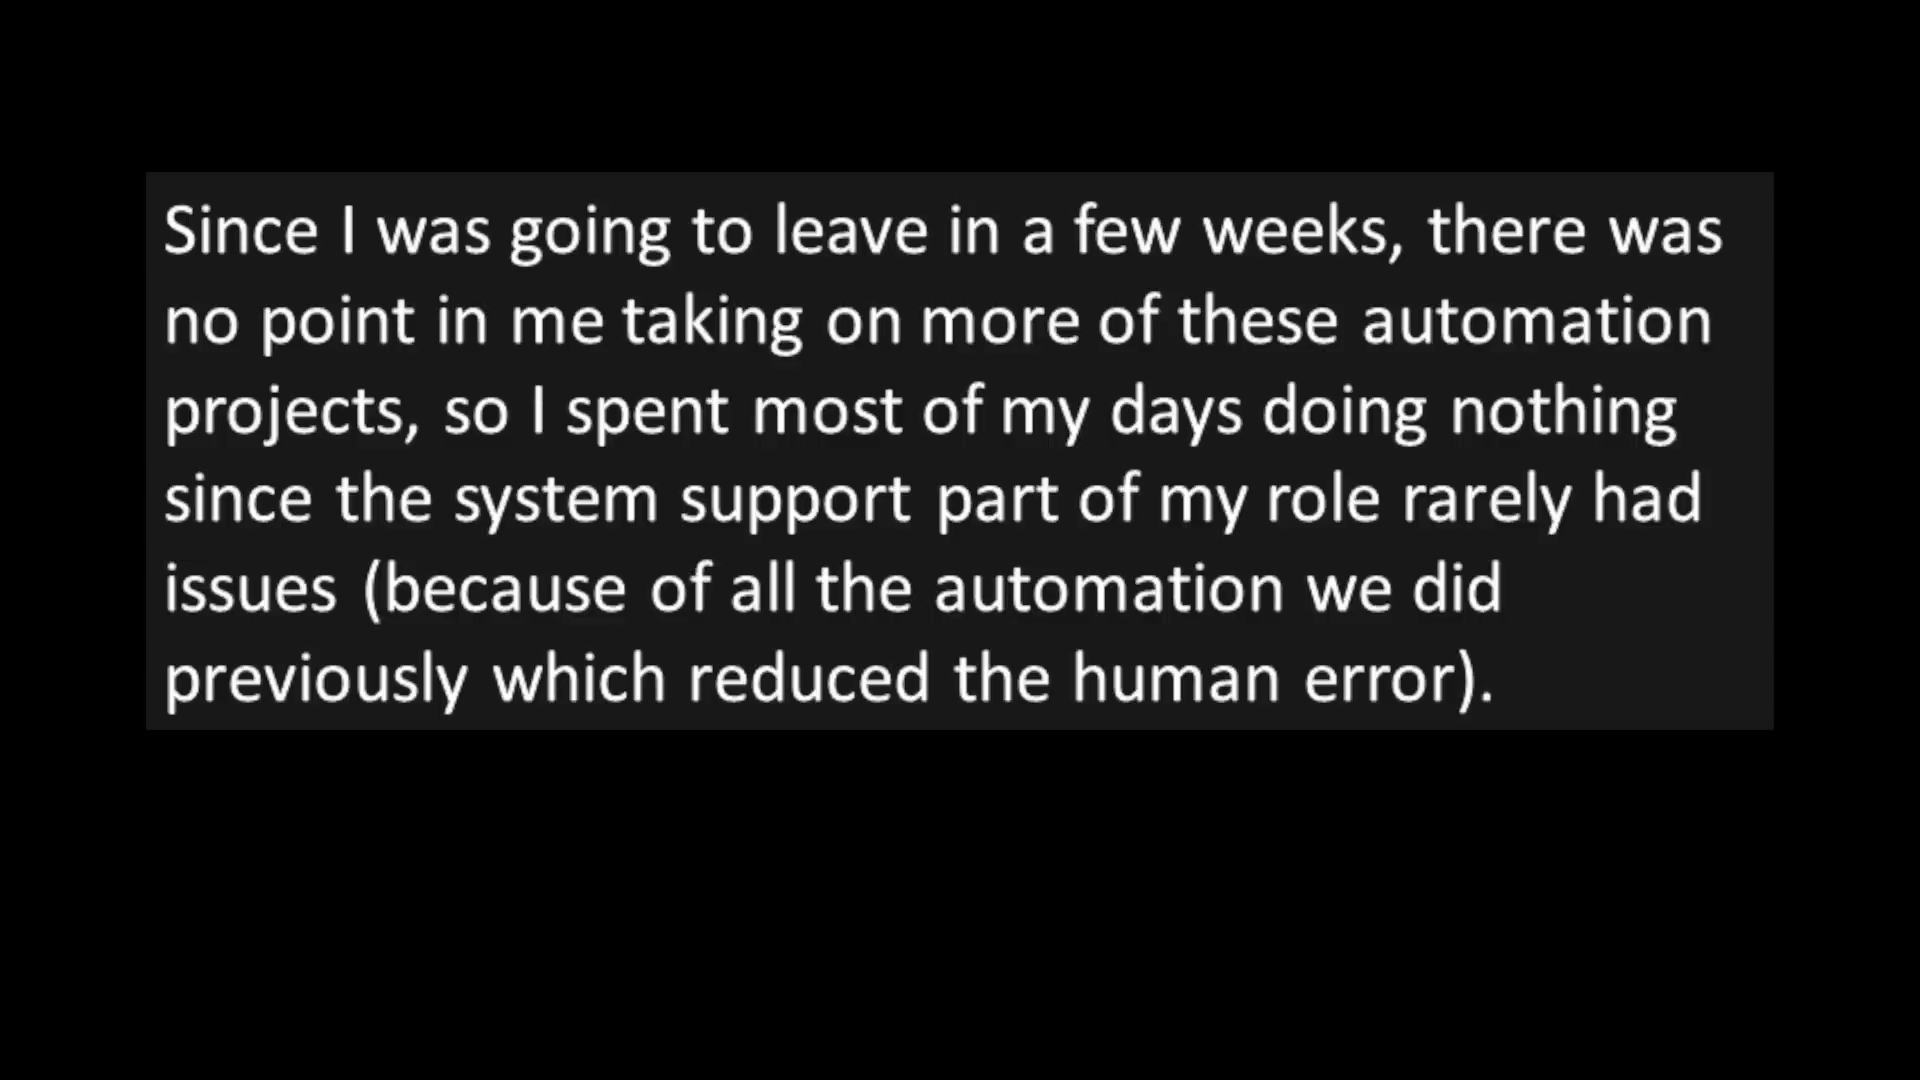 Since I was going to leave in a few weeks, there was
no point in me taking on more of these automation
projects, so I spent most of my days doing nothing
since the system support part of my role rarely had
issues (because of all the automation we did
previously which reduced the human error).